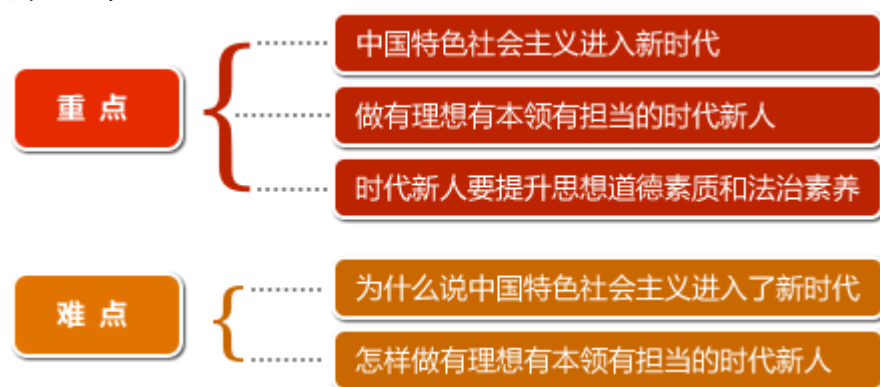 重点
中国特色社会主义进入新时代
做有理想有本领有担当的时代新人
时代新人要提升思想道德素质和法治素养
难点
为什么说中国特色社会主义进入了新时代
怎样做有理想有本领有担当的时代新人